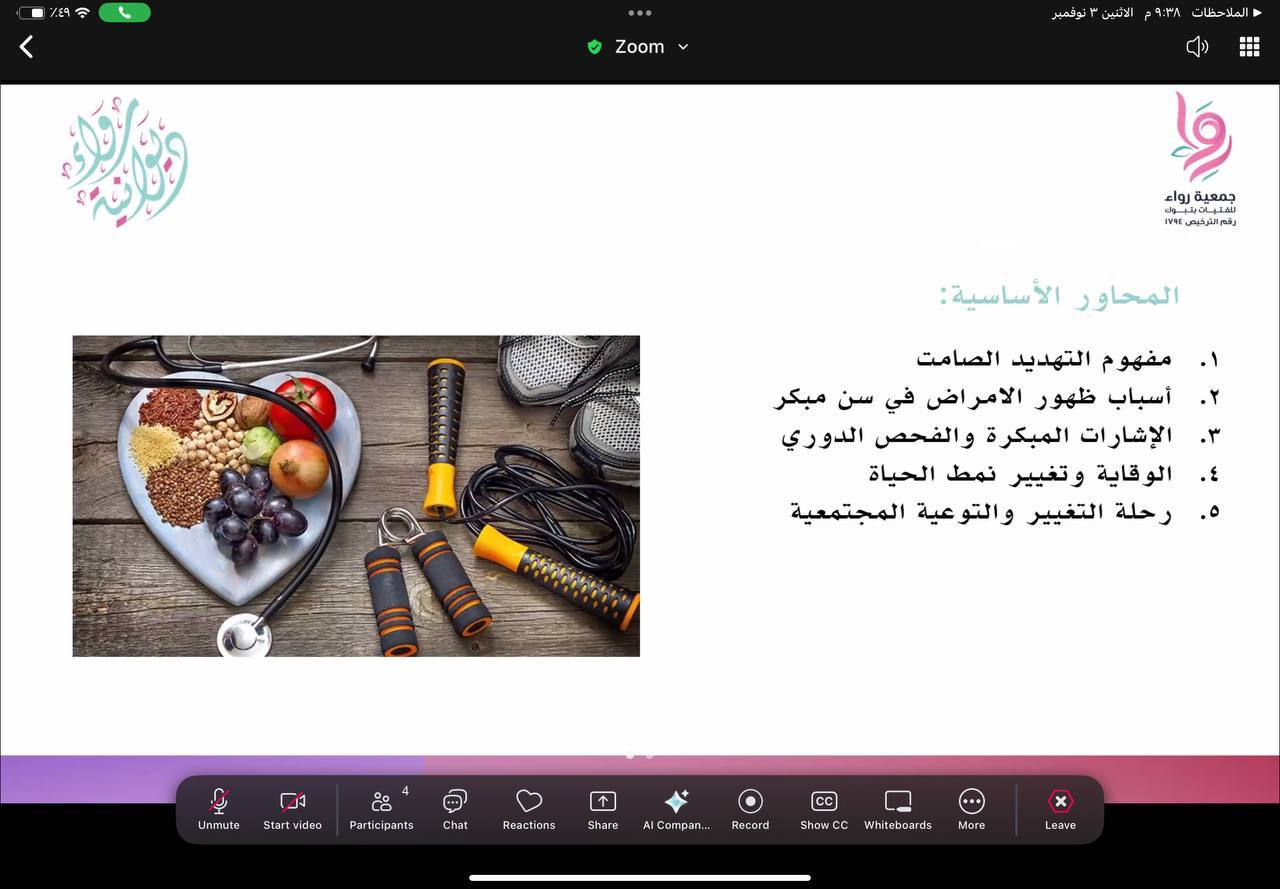 ◀ الملاحظات ٩:٣٨ م الاثنين ٣ نوفمبر
٪٤٩
Zoom
ديوانية رواء
جمعية رواء
للفتيات بتبوك
رقم الترخيص ١٧٩٤
المحاور الأساسية:
١. مفهوم التهديد الصامت
٢. أسباب ظهور الامراض في سن مبكر
٣. الإشارات المبكرة والفحص الدوري
٤. الوقاية وتغيير نمط الحياة
٥. رحلة التغيير والتوعية المجتمعية
4
Unmute Start video Participants Chat Reactions Share AI Compan... Record Show CC Whiteboards More Leave